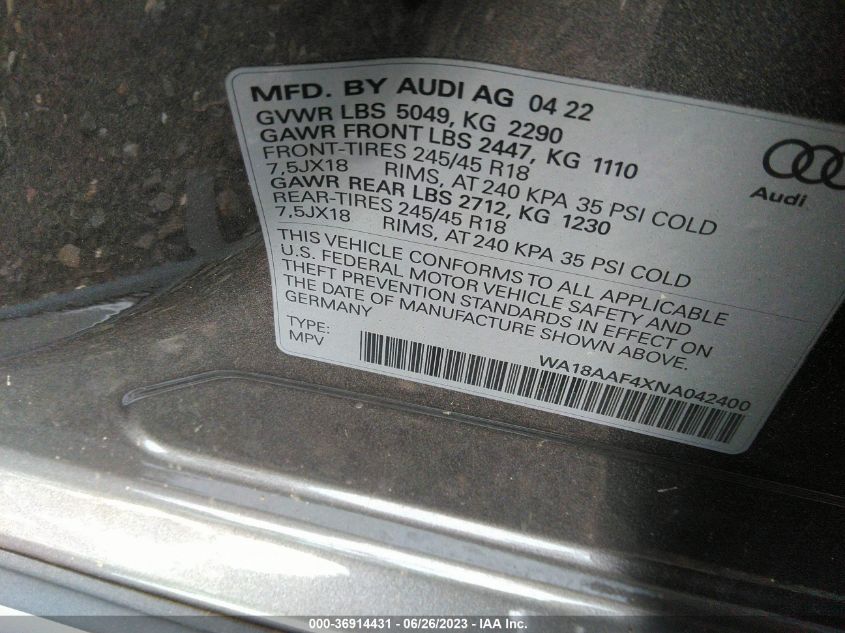 MFD. BY AUDI AG 04 22
GVWR LBS 5049, KG 2290
GAWR FRONT LBS 2447, KG 1110
FRONT-TIRES 245/45 R18
7,5JX18 RIMS, AT 240 KPA 35 PSI COLD
GAWR REAR LBS 2712, KG 1230
REAR-TIRES 245/45 R18
7,5JX18 RIMS, AT 240 KPA 35 PSI COLD
Audi
THIS VEHICLE CONFORMS TO ALL APPLICABLE
U.S. FEDERAL MOTOR VEHICLE SAFETY AND
THEFT PREVENTION STANDARDS IN EFFECT ON
THE DATE OF MANUFACTURE SHOWN ABOVE.
GERMANY
TYPE:
MPV
WA18AAF4XNA042400
000-36914431 - 06/26/2023 - IAA Inc.